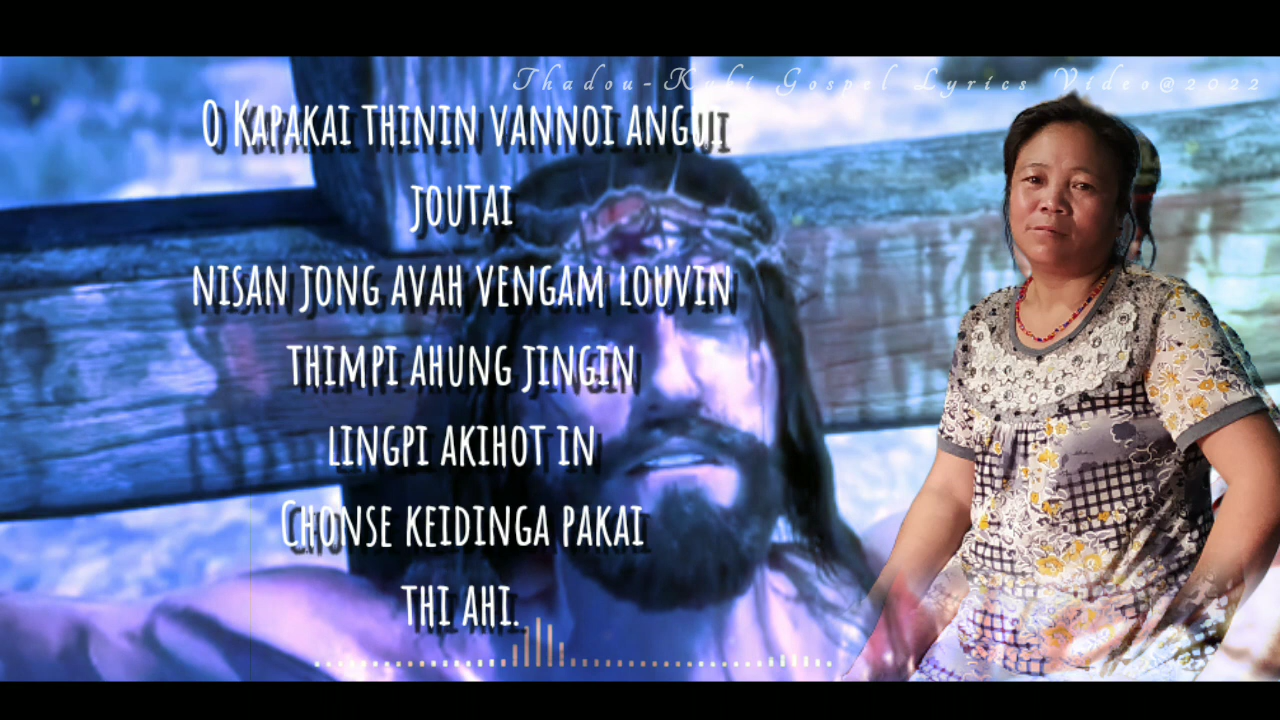 Thadou-Kuki Gospel Lyrics Video@2022
O Kapakai thinin vannoi angui
joutai
nisan jong avah vengam louvin
thimpi ahung jingin
lingpi akihot in
Chonse keidinga pakai
thi ahi.